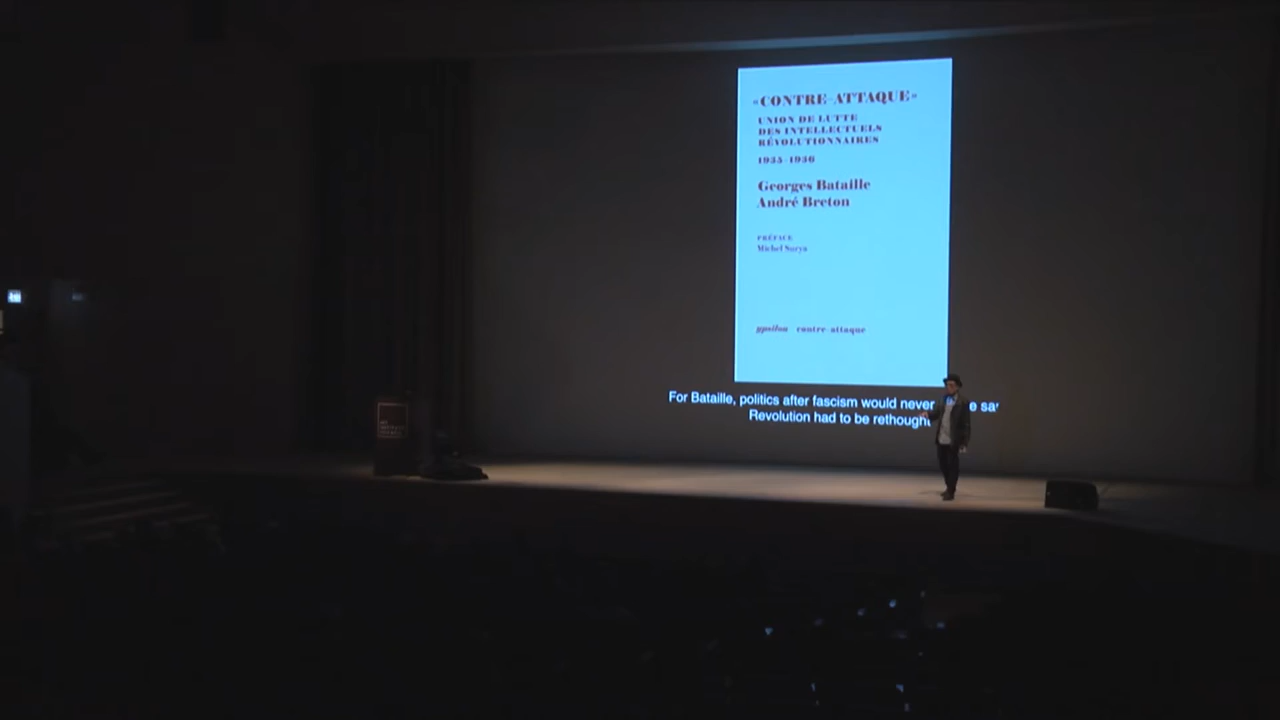 «CONTRE-ATTAQUE»
UNION DE LUTTE
DES INTELLECTUELS
RÉVOLUTIONNAIRES
1935-1936
Georges Bataille
André Breton
PRÉFACE
Michel Surya
ypsilon contre-attaque
For Bataille, politics after fascism would never
Revolution had to be rethought